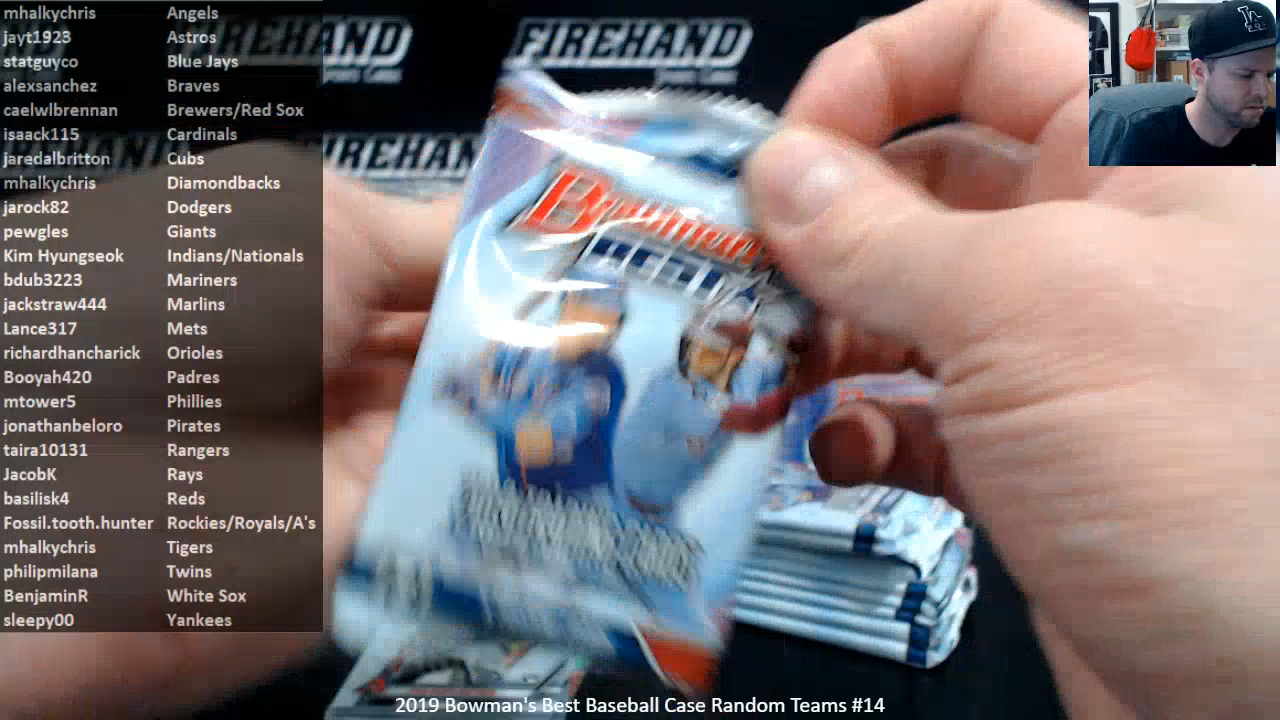 mhalkychris Angels
jayt1923 Astros
statguyco Blue Jays
alexsanchez Braves
caelwlbrennan Brewers/Red Sox
isaack115 Cardinals
jaredalbritton Cubs
mhalkychris Diamondbacks
jarock82 Dodgers
pewgles Giants
Kim Hyungseok Indians/Nationals
bdub3223 Mariners
jackstraw444 Marlins
Lance317 Mets
richardhancharick Orioles
Booyah420 Padres
mtower5 Phillies
jonathanbeloro Pirates
taira10131 Rangers
JacobK Rays
basilisk4 Reds
Fossil.tooth.hunter Rockies/Royals/A's
mhalkychris Tigers
philipmilana Twins
BenjaminR White Sox
sleepy00 Yankees
FIREHAND
FIREHAND
Bowman's
BEST
2019 Bowman's Best Baseball Case Random Teams #14